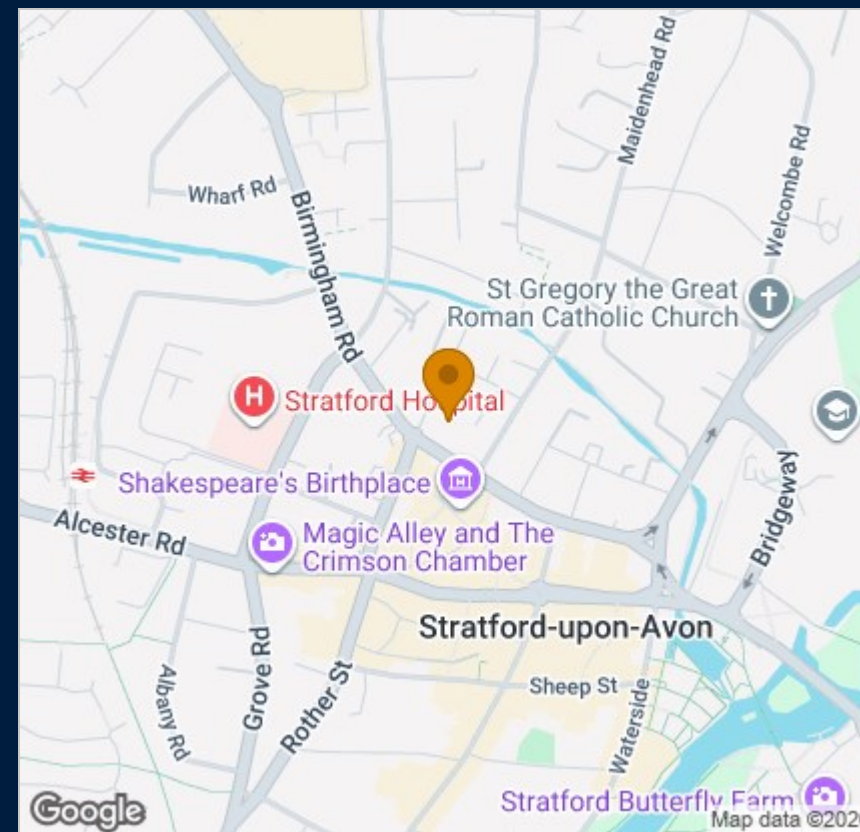 Maidenhead Rd
Wharf Rd
Birmingham Rd
Welcombe Rd
St Gregory the Great
Roman Catholic Church
H
Stratford Hospital
Shakespeare's Birthplace
Alcester Rd
Magic Alley and The
Crimson Chamber
Bridgeway
Stratford-upon-Avon
Grove Rd
Albany Rd
Rother St
Sheep St
Waterside
Stratford Butterfly Farm
Google
Map data ©202